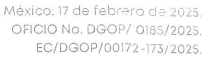 México; 17 de febrero de 2025.
OFICIO No. DGOP/ 0185/2025.
EC/DGOP/00172-173/2025.